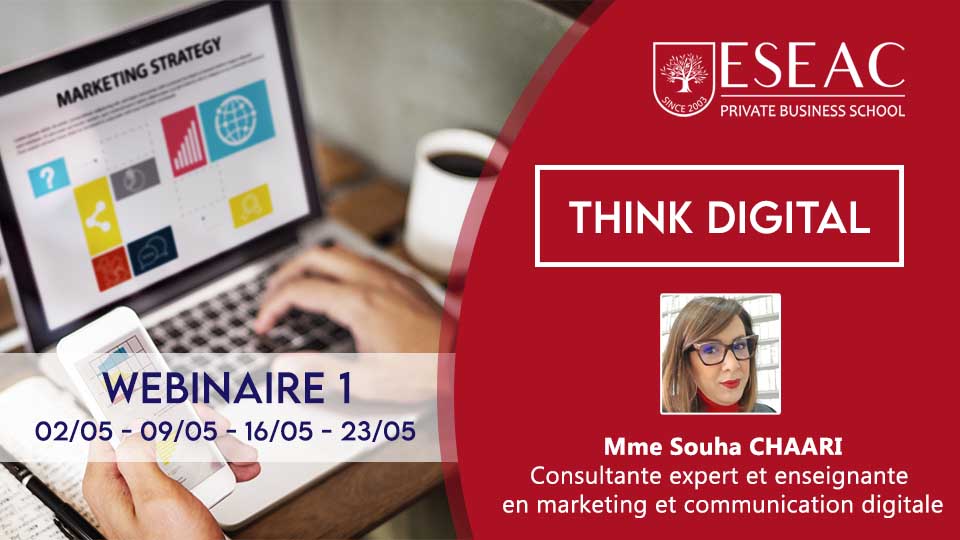 MARKETING STRATEGY
WEBINAIRE 1
02/05 - 09/05 - 16/05 - 23/05
ESEAC
SINCE 2003
PRIVATE BUSINESS SCHOOL
THINK DIGITAL
Mme Souha CHAARI
Consultante expert et enseignante
en marketing et communication digitale